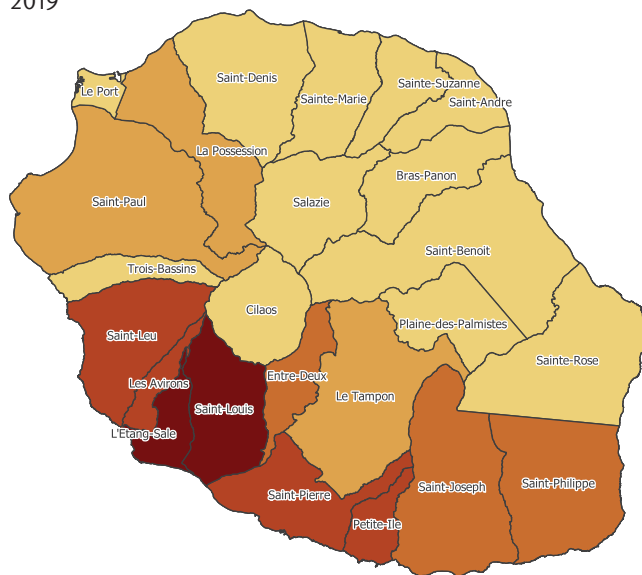 2019
Saint-Denis
Sainte-Marie
Sainte-Suzanne
Saint-Andre
Le Port
La Possession
Bras-Panon
Saint-Paul
Salazie
Saint-Benoit
Trois-Bassins
Cilaos
Plaine-des-Palmistes
Saint-Leu
Sainte-Rose
Les Avirons
Entre-Deux
Le Tampon
Saint-Louis
L'Etang-Sale
Saint-Pierre
Saint-Joseph
Saint-Philippe
Petite-Ile